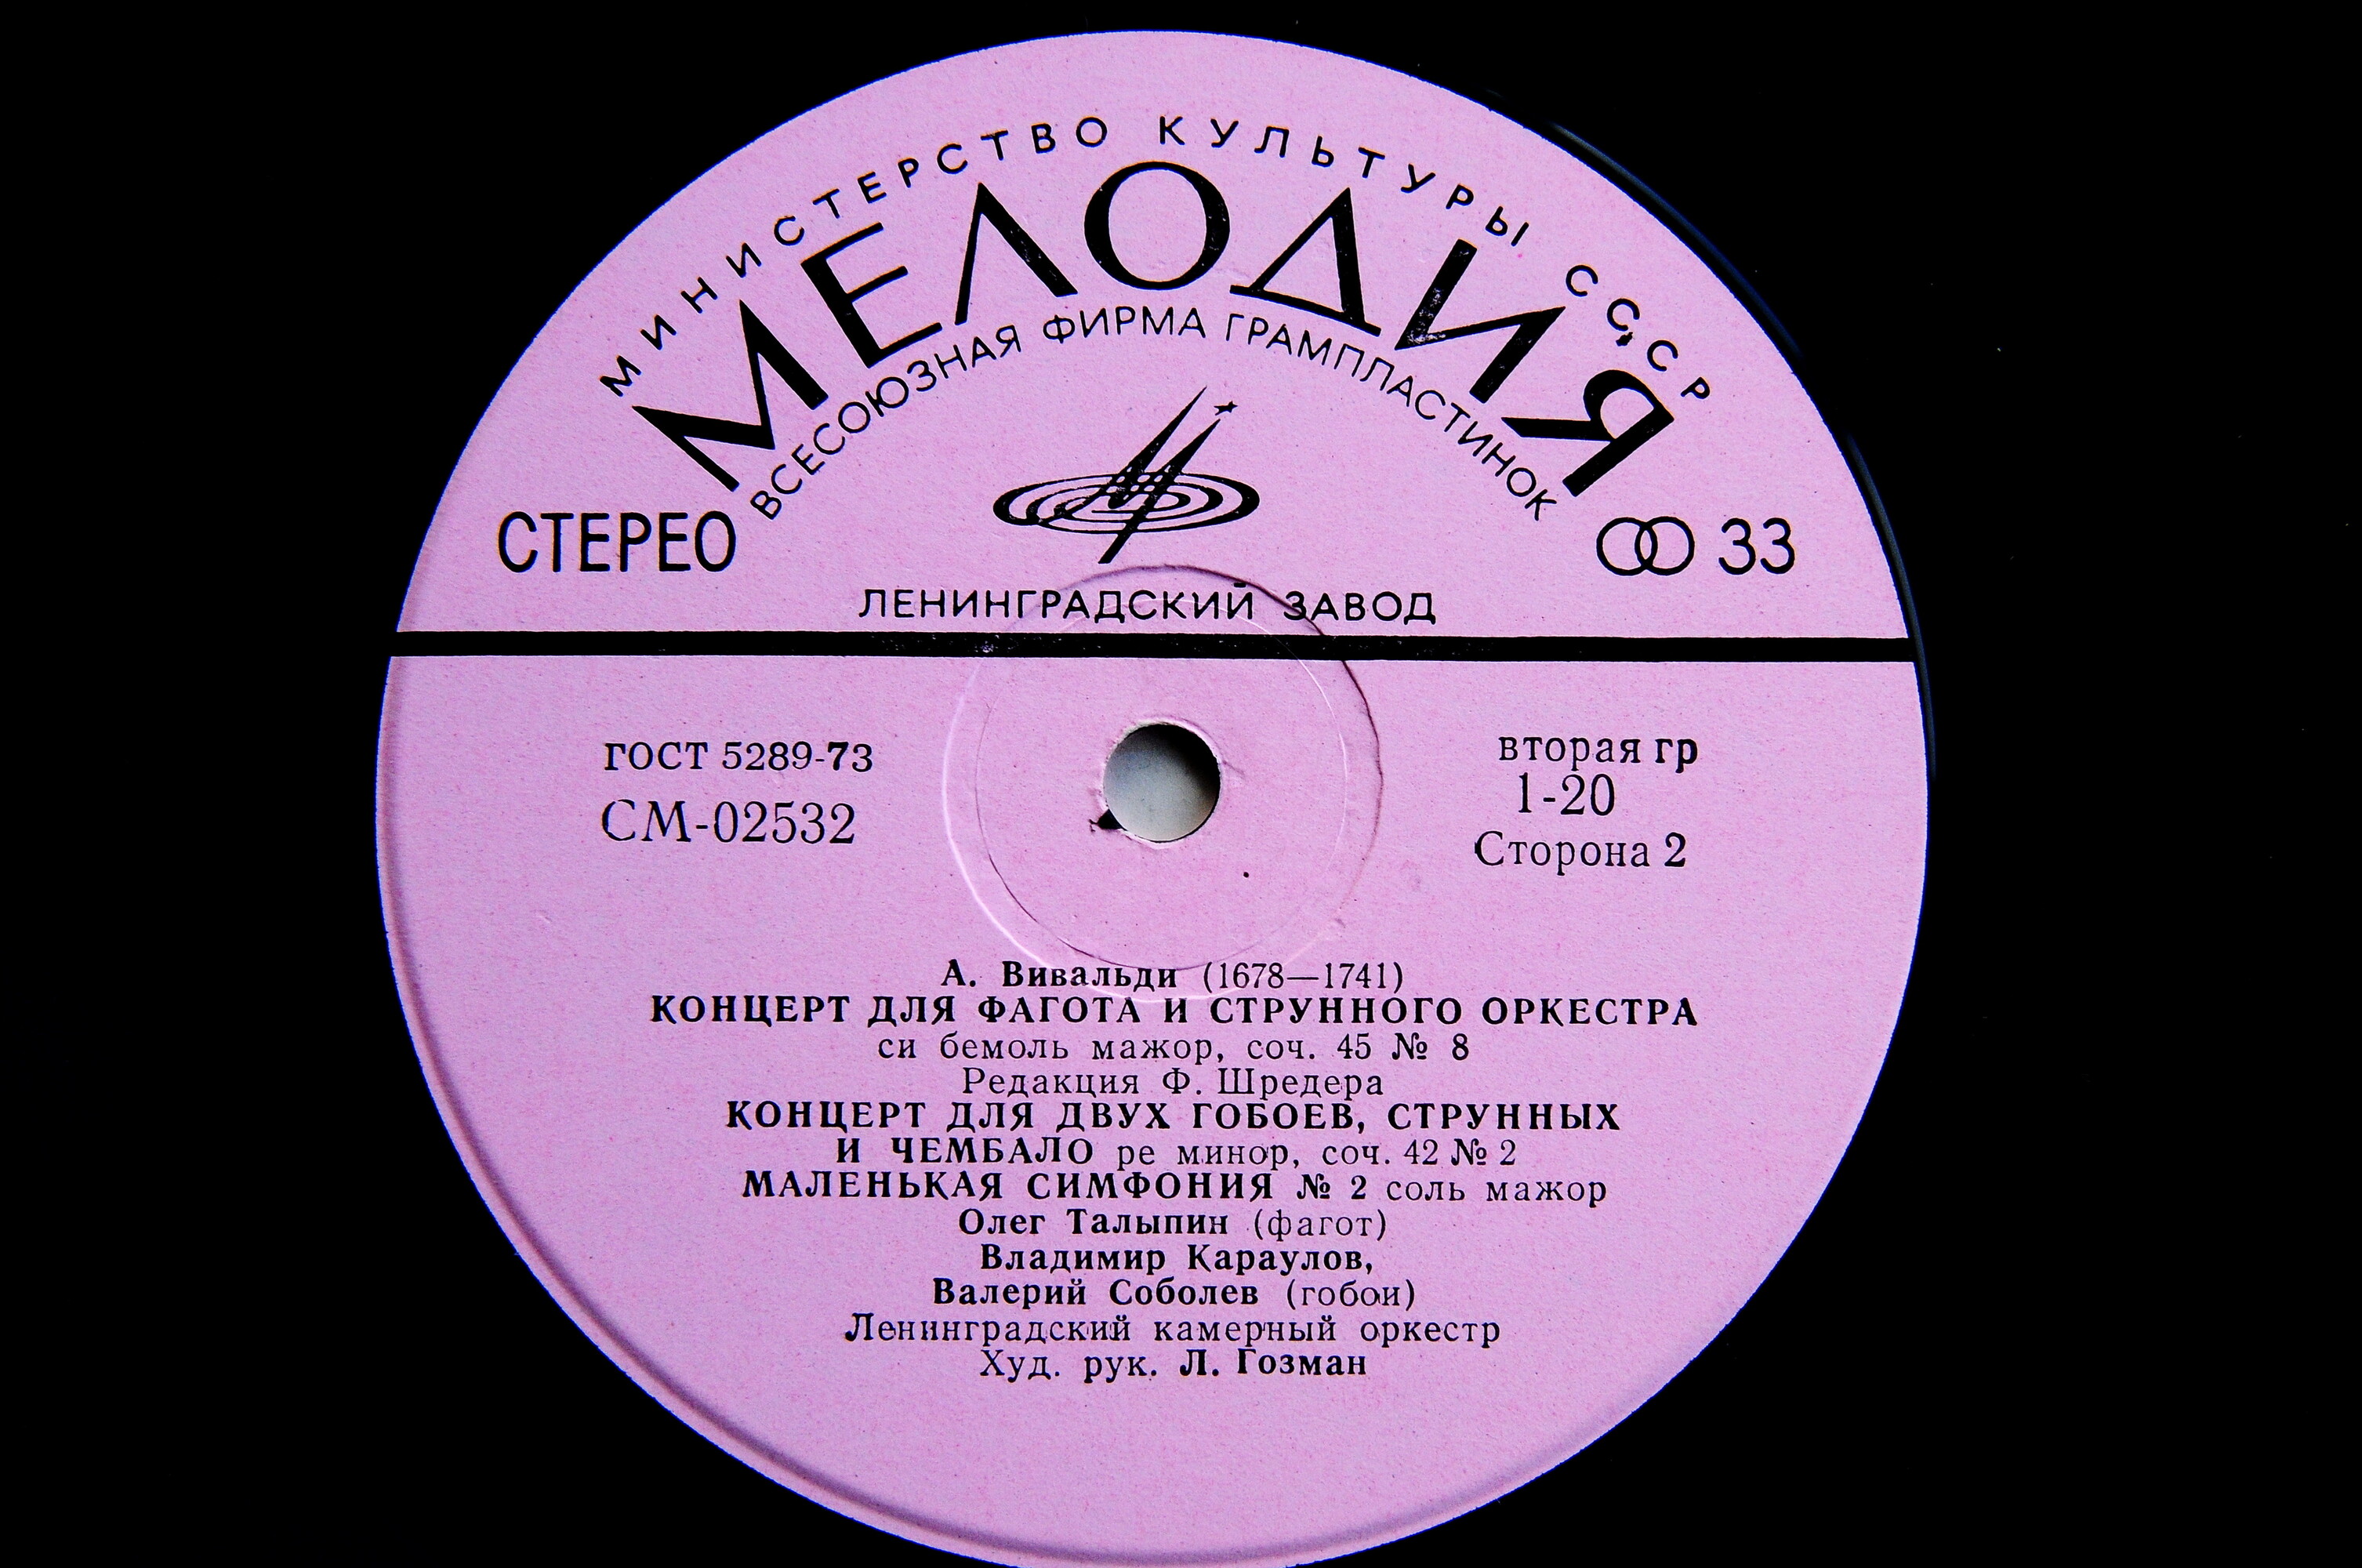 МИНИСТЕРСТВО КУЛЬТУРЫ СССР
МЕЛОДИЯ
ВСЕСОЮЗНАЯ ФИРМА ГРАМПЛАСТИНОК
СТЕРЕО
33
ЛЕНИНГРАДСКИЙ ЗАВОД
ГОСТ 5289-73
СМ-02532
вторая гр
1-20
Сторона 2
А. Вивальди (1678—1741)
КОНЦЕРТ ДЛЯ ФАГОТА И СТРУННОГО ОРКЕСТРА
си бемоль мажор, соч. 45 № 8
Редакция Ф. Шредера
КОНЦЕРТ ДЛЯ ДВУХ ГОБОЕВ, СТРУННЫХ
И ЧЕМБАЛО ре минор, соч. 42 № 2
МАЛЕНЬКАЯ СИМФОНИЯ № 2 соль мажор
Олег Талыпин (фагот)
Владимир Караулов,
Валерий Соболев (гобои)
Ленинградский камерный оркестр
Худ. рук. Л. Гозман